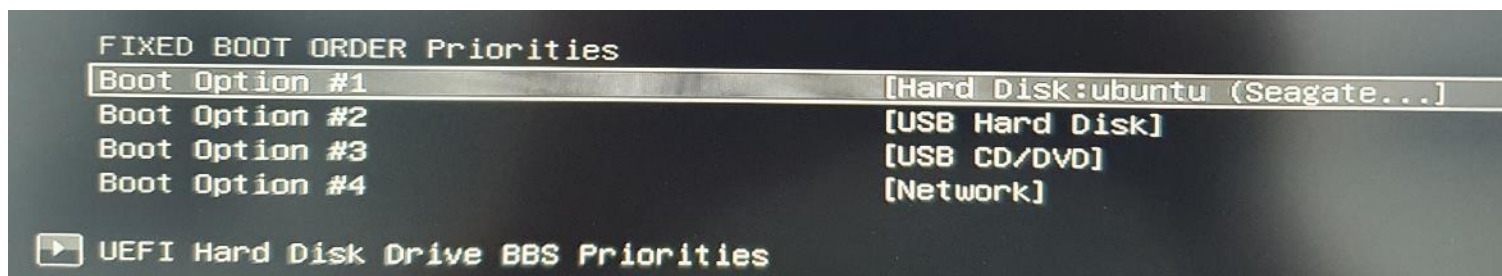 FIXED BOOT ORDER Priorities
Boot Option #1 [Hard Disk:ubuntu (Seagate...]
Boot Option #2 [USB Hard Disk]
Boot Option #3 [USB CD/DVD]
Boot Option #4 [Network]
UEFI Hard Disk Drive BBS Priorities